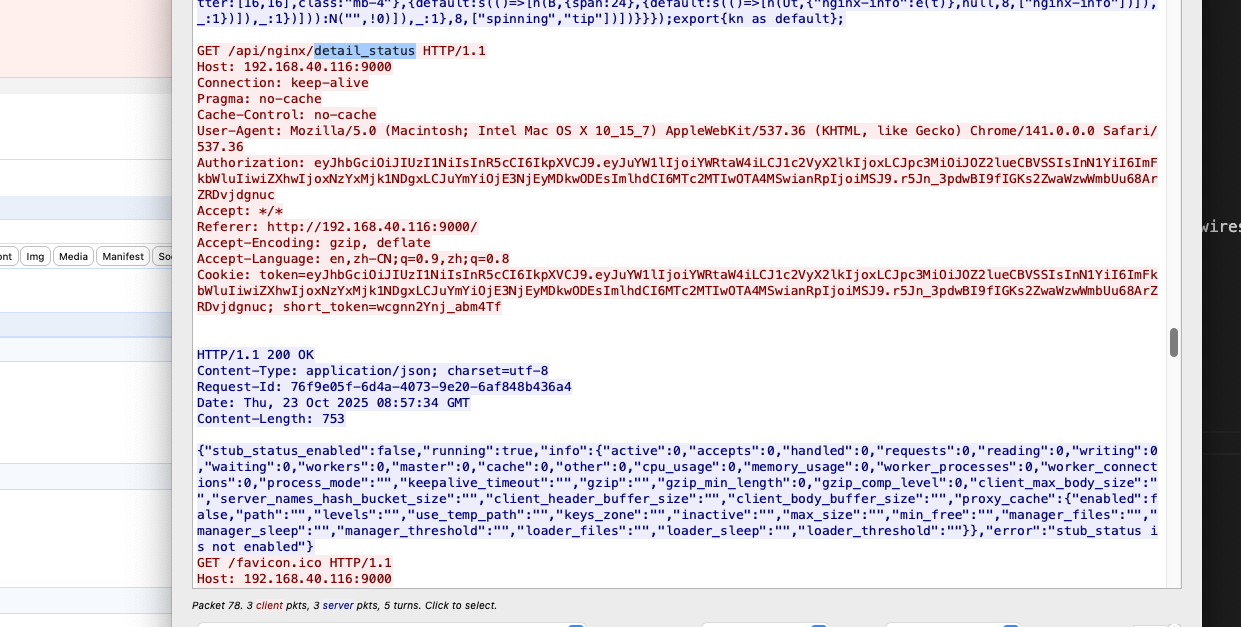 tter:[16,16],class:"mb-4"},{default:s(()=>[h(B,{span:24},{default:s(()=>[h(Ut,{"nginx-info":e(t)},null,8,["nginx-info"])]),
_:1})]),_:1})])):N("",!0)]),_:1},8,["spinning","tip"])])}}});export{kn as default};
GET /api/nginx/detail_status HTTP/1.1
Host: 192.168.40.116:9000
Connection: keep-alive
Pragma: no-cache
Cache-Control: no-cache
User-Agent: Mozilla/5.0 (Macintosh; Intel Mac OS X 10_15_7) AppleWebKit/537.36 (KHTML, like Gecko) Chrome/141.0.0.0 Safari/
537.36
Authorization: eyJhbGciOiJIUzI1NiIsInR5cCI6IkpXVCJ9.eyJuYW1lIjoiYWRtaW4iLCJ1c2VyX2lkIjoxLCJpc3MiOiJOZ2lueCBVSSIsInN1YiI6ImF
kbWluIiwiZXhwIjoxNzYxMjk1NDgxLCJuYmYiOjE3NjEyMDkwODEsImlhdCI6MTc2MTIwOTA4MSwianRpIjoiMSJ9.r5Jn_3pdwBI9fIGKs2ZwaWzwWmbUu68Ar
ZRDvjdgnuc
Accept: */*
Referer: http://192.168.40.116:9000/
Accept-Encoding: gzip, deflate
Accept-Language: en,zh-CN;q=0.9,zh;q=0.8
Cookie: token=eyJhbGciOiJIUzI1NiIsInR5cCI6IkpXVCJ9.eyJuYW1lIjoiYWRtaW4iLCJ1c2VyX2lkIjoxLCJpc3MiOiJOZ2lueCBVSSIsInN1YiI6ImFk
bWluIiwiZXhwIjoxNzYxMjk1NDgxLCJuYmYiOjE3NjEyMDkwODEsImlhdCI6MTc2MTIwOTA4MSwianRpIjoiMSJ9.r5Jn_3pdwBI9fIGKs2ZwaWzwWmbUu68ArZ
RDvjdgnuc; short_token=wcgnn2Ynj_abm4Tf
ont Img Media Manifest So
wires
HTTP/1.1 200 OK
Content-Type: application/json; charset=utf-8
Request-Id: 76f9e05f-6d4a-4073-9e20-6af848b436a4
Date: Thu, 23 Oct 2025 08:57:34 GMT
Content-Length: 753
{"stub_status_enabled":false,"running":true,"info":{"active":0,"accepts":0,"handled":0,"requests":0,"reading":0,"writing":0
,"waiting":0,"workers":0,"master":0,"cache":0,"other":0,"cpu_usage":0,"memory_usage":0,"worker_processes":0,"worker_connect
ions":0,"process_mode":"","keepalive_timeout":"","gzip":"","gzip_min_length":0,"gzip_comp_level":0,"client_max_body_size":"
","server_names_hash_bucket_size":"","client_header_buffer_size":"","client_body_buffer_size":"","proxy_cache":{"enabled":f
alse,"path":"","levels":"","use_temp_path":"","keys_zone":"","inactive":"","max_size":"","min_free":"","manager_files":"","
manager_sleep":"","manager_threshold":"","loader_files":"","loader_sleep":"","loader_threshold":""}},"error":"stub_status i
s not enabled"}
GET /favicon.ico HTTP/1.1
Host: 192.168.40.116:9000
Packet 78. 3 client pkts, 3 server pkts, 5 turns. Click to select.